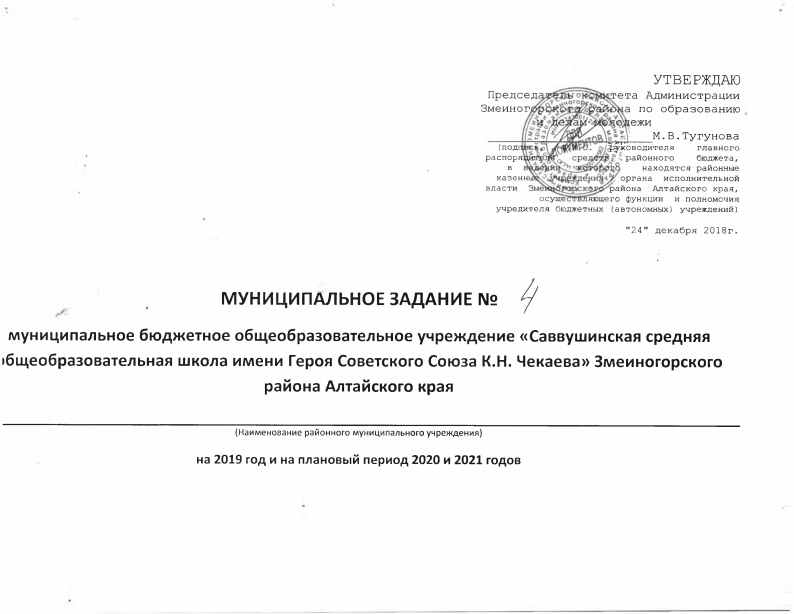 УТВЕРЖДАЮ
Председатель комитета Администрации
Змеиногорского района по образованию
и делам молодежи
М.В.Тугунова
(подпись, руководителя главного
распорядителя средств районного бюджета,
в ведении которого находятся районные
казенные учреждения, органа исполнительной
власти Змеиногорского района Алтайского края,
осуществляющего функции и полномочия
учредителя бюджетных (автономных) учреждений)
"24" декабря 2018г.
МУНИЦИПАЛЬНОЕ ЗАДАНИЕ № 4
муниципальное бюджетное общеобразовательное учреждение «Саввушинская средняя
общеобразовательная школа имени Героя Советского Союза К.Н. Чекаева» Змеиногорского
района Алтайского края
(Наименование районного муниципального учреждения)
на 2019 год и на плановый период 2020 и 2021 годов